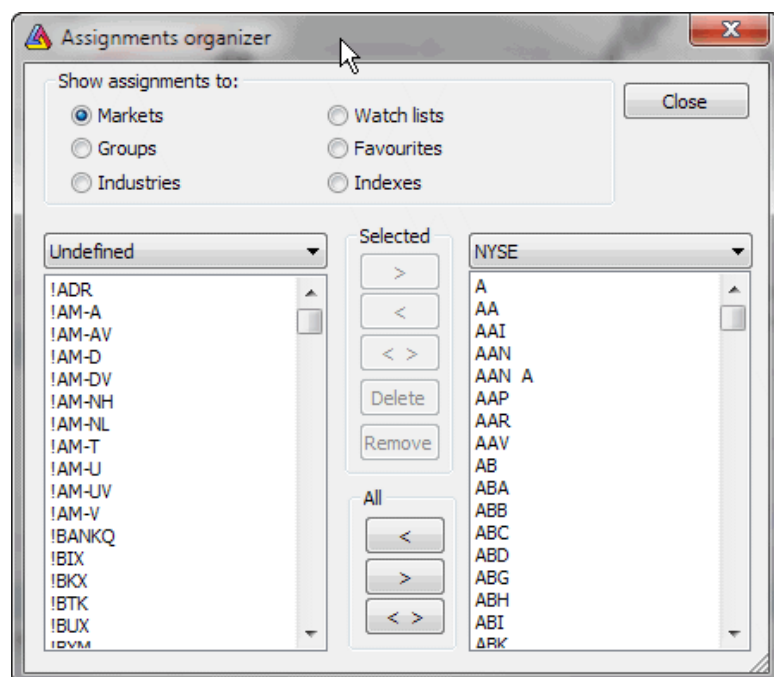 Assignments organizer
Show assignments to:
Markets
Watch lists
Close
Groups
Favourites
Industries
Indexes
Undefined
!ADR
!AM-A
!AM-AV
!AM-D
!AM-DV
!AM-NH
!AM-NL
!AM-T
!AM-U
!AM-UV
!AM-V
!BANKQ
!BIX
!BKX
!BTK
!BUX
!BYM
Selected
>
<
< >
Delete
Remove
All
<
>
< >
NYSE
A
AA
AAI
AAN
AAN A
AAP
AAR
AAV
AB
ABA
ABB
ABC
ABD
ABG
ABH
ABI
ABK